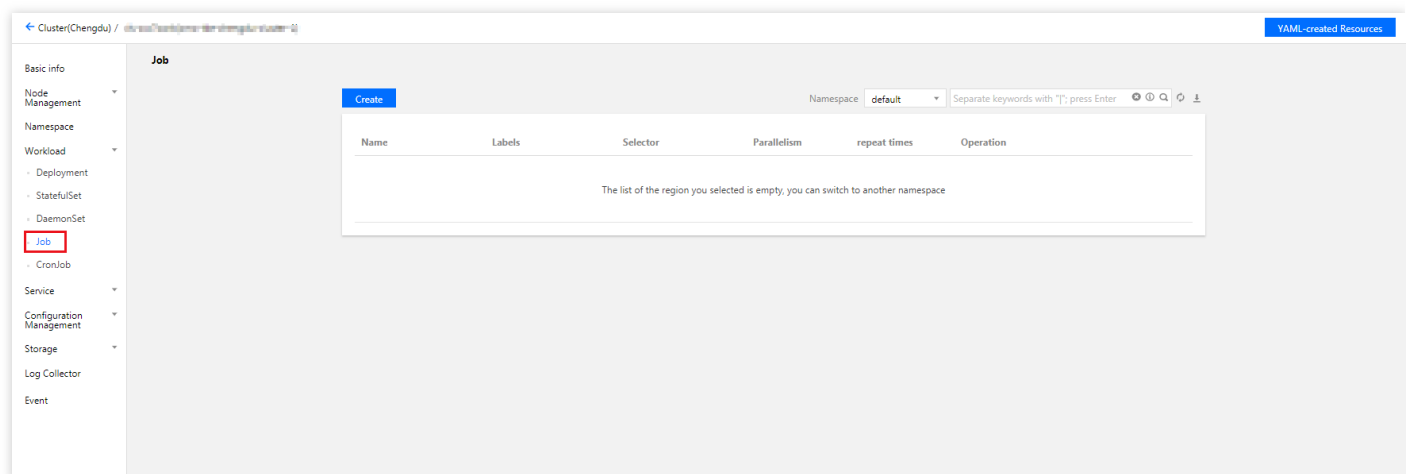 Cluster(Chengdu) /
YAML-created Resources
Basic info
Node
Management
Namespace
Workload
Deployment
StatefulSet
DaemonSet
Job
CronJob
Service
Configuration
Management
Storage
Log Collector
Event
Job
Create
Namespace default Separate keywords with "|"; press Enter
Name Labels Selector Parallelism repeat times Operation
The list of the region you selected is empty, you can switch to another namespace